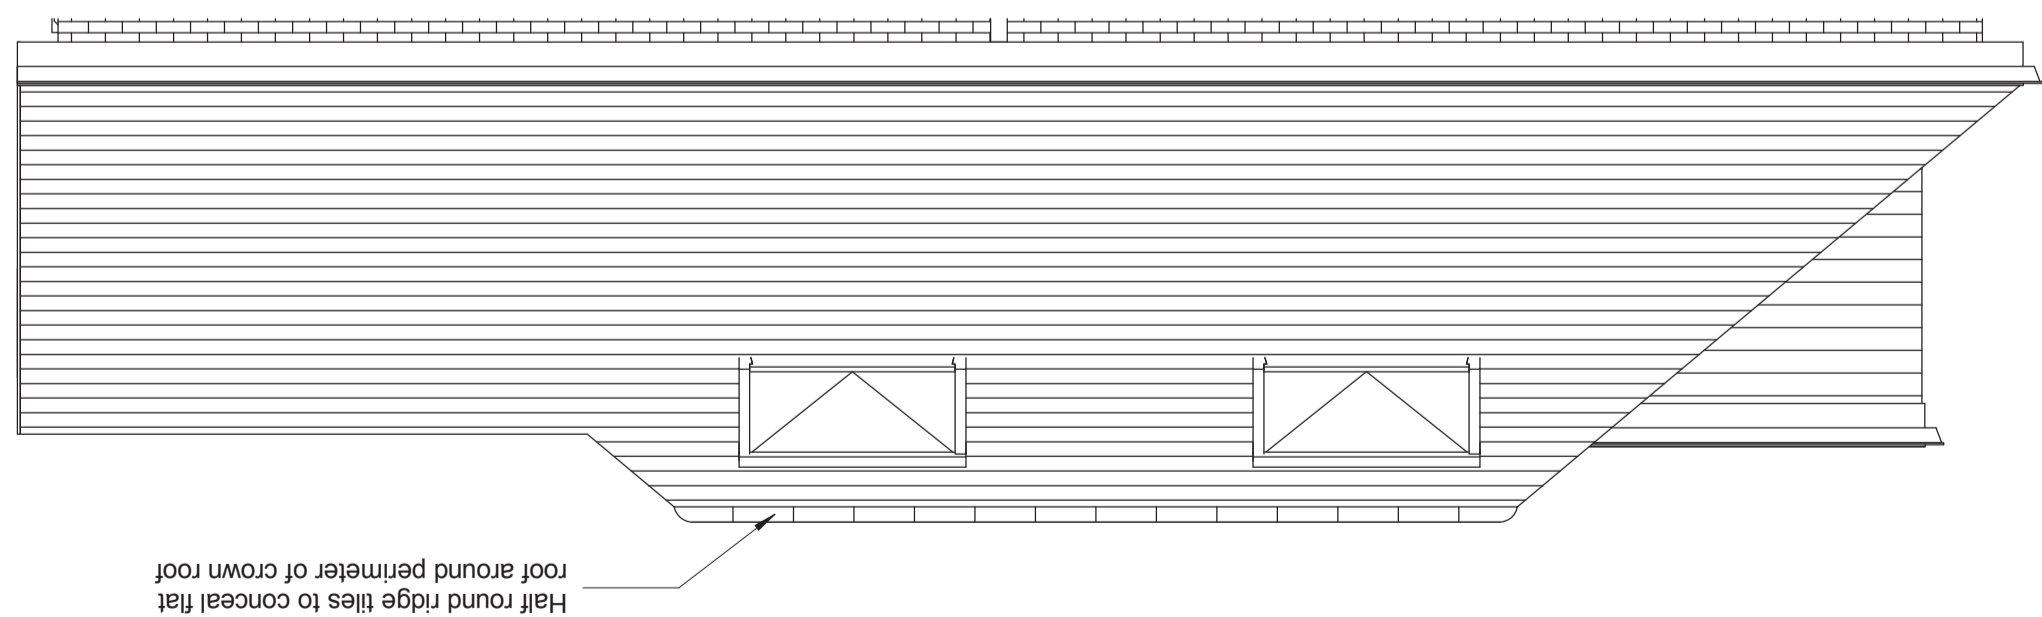 Half round ridge tiles to conceal flat
roof around perimeter of crown roof